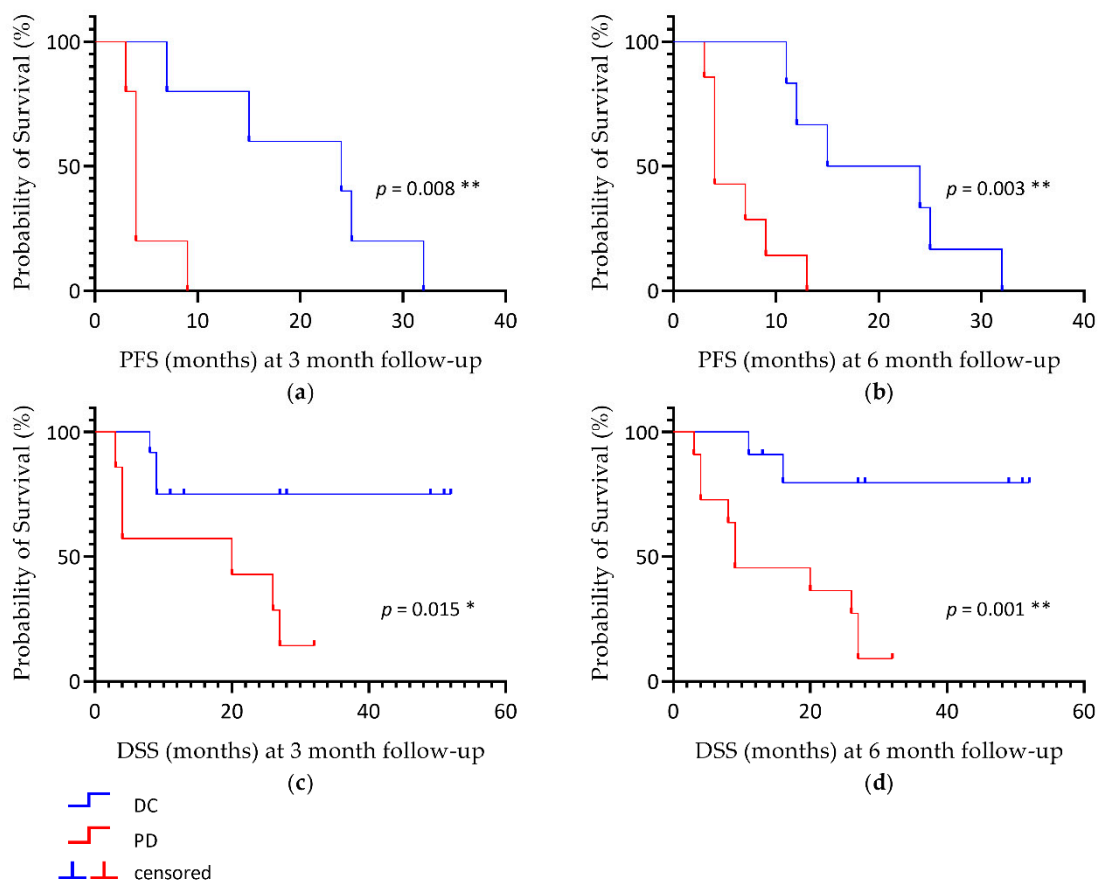 Probability of Survival (%)
100
50
0
p = 0.008 **
0 10 20 30 40
PFS (months) at 3 month follow-up
(a)
Probability of Survival (%)
100
50
0
p = 0.003 **
0 10 20 30 40
PFS (months) at 6 month follow-up
(b)
Probability of Survival (%)
100
50
0
p = 0.015 *
0 20 40 60
DSS (months) at 3 month follow-up
(c)
Probability of Survival (%)
100
50
0
p = 0.001 **
0 20 40 60
DSS (months) at 6 month follow-up
(d)
DC
PD
censored